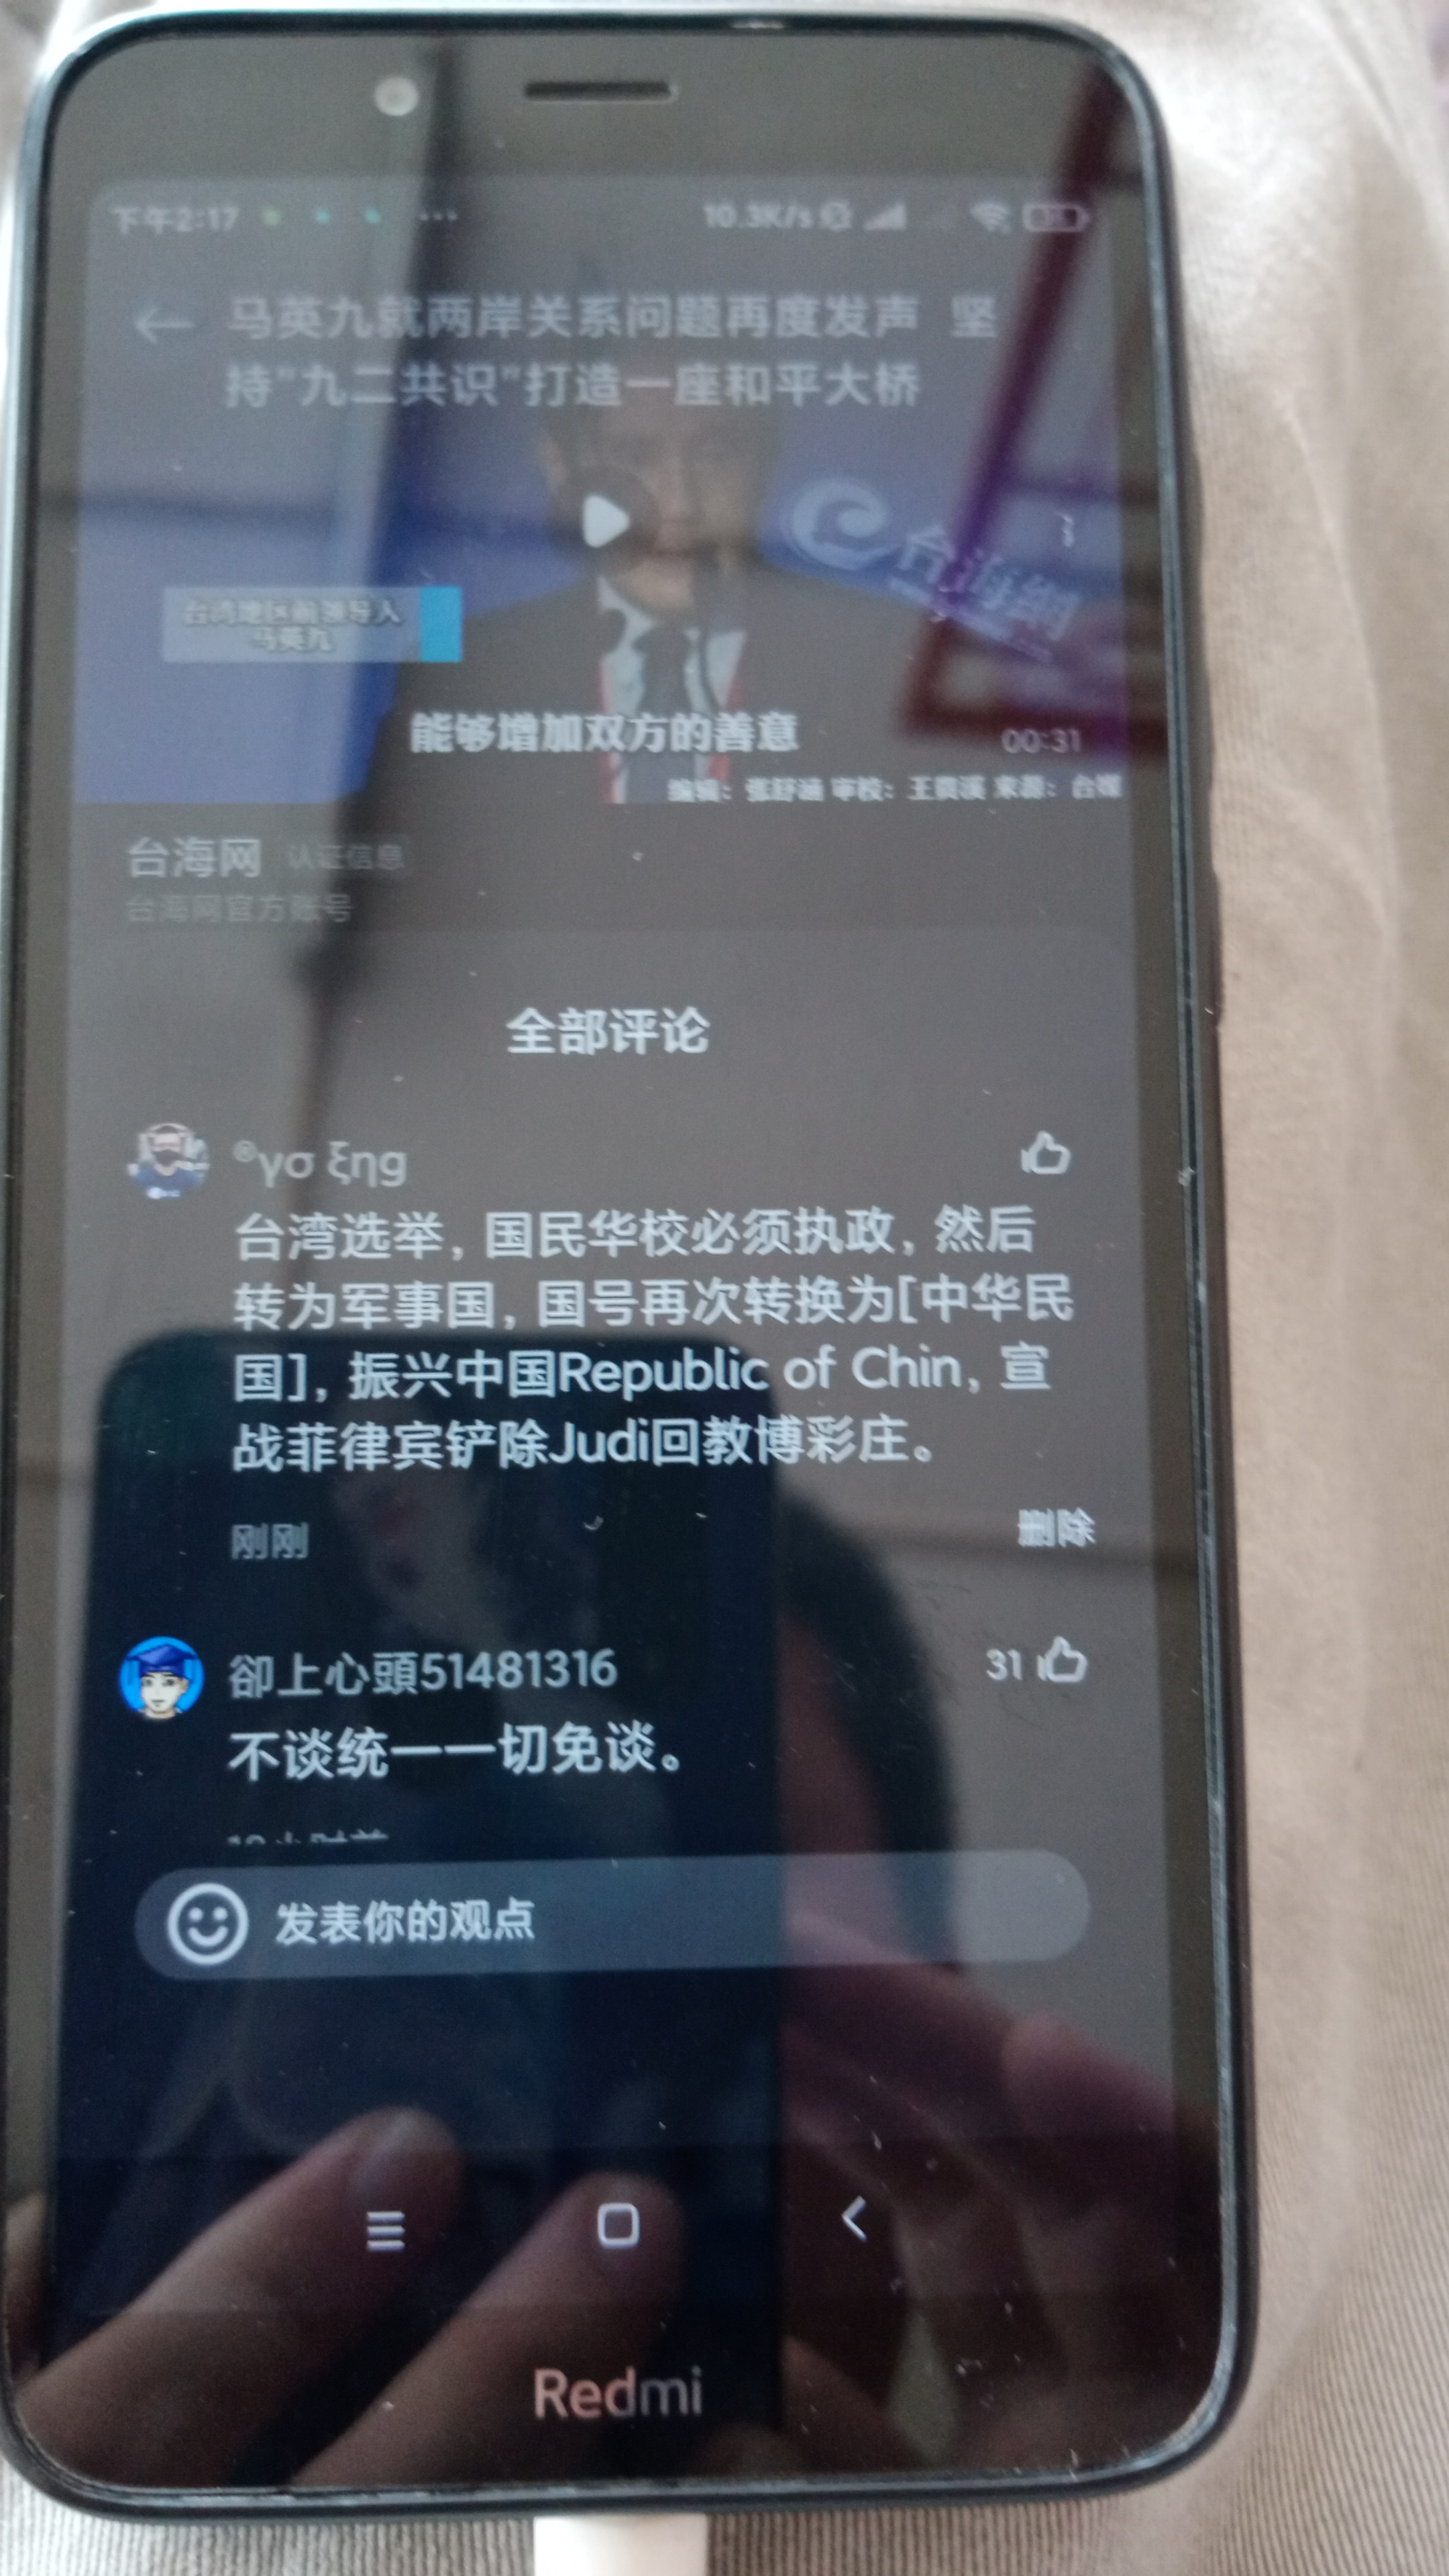 下午2:17
10.3K/s
马英九就两岸关系问题再度发声 坚
持"九二共识"打造一座和平大桥
台海網
台湾地区前领导人
马英九
能够增加双方的善意
00:31
编辑：张舒涵 审校：王 溪 来源：台媒
台海网 认证信息
台海网官方账号
全部评论
®γσ ξηg
台湾选举，国民华校必须执政，然后
转为军事国，国号再次转换为[中华民
国]，振兴中国Republic of Chin，宣
战菲律宾铲除Judi回教博彩庄。
刚刚 删除
卻上心頭51481316
31
不谈统一一切免谈。
发表你的观点
Redmi